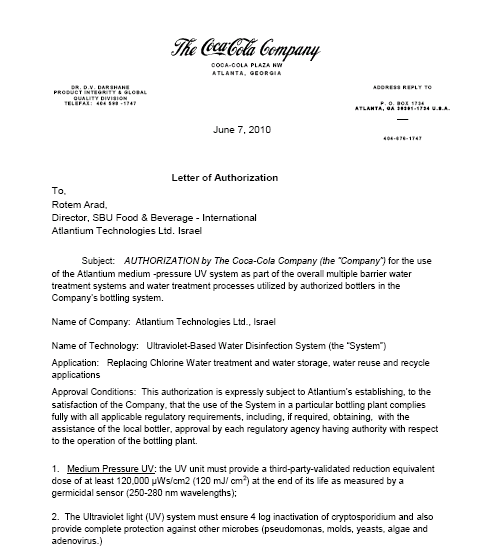 The Coca-Cola Company
COCA-COLA PLAZA NW
ATLANTA, GEORGIA
DR. D.V. DARSHANE
PRODUCT INTEGRITY & GLOBAL
QUALITY DIVISION
TELEFAX: 404 598 -1747
ADDRESS REPLY TO
P. O. BOX 1734
ATLANTA, GA 30301-1734 U.S.A.
404-676-1747
June 7, 2010
Letter of Authorization
To,
Rotem Arad,
Director, SBU Food & Beverage - International
Atlantium Technologies Ltd. Israel
Subject: AUTHORIZATION by The Coca-Cola Company (the “Company”) for the use
of the Atlantium medium -pressure UV system as part of the overall multiple barrier water
treatment systems and water treatment processes utilized by authorized bottlers in the
Company’s bottling system.
Name of Company: Atlantium Technologies Ltd., Israel
Name of Technology: Ultraviolet-Based Water Disinfection System (the “System”)
Application: Replacing Chlorine Water treatment and water storage, water reuse and recycle
applications
Approval Conditions: This authorization is expressly subject to Atlantium’s establishing, to the
satisfaction of the Company, that the use of the System in a particular bottling plant complies
fully with all applicable regulatory requirements, including, if required, obtaining, with the
assistance of the local bottler, approval by each regulatory agency having authority with respect
to the operation of the bottling plant.
1. Medium Pressure UV: the UV unit must provide a third-party-validated reduction equivalent
dose of at least 120,000 µWs/cm2 (120 mJ/ cm²) at the end of its life as measured by a
germicidal sensor (250-280 nm wavelengths);
2. The Ultraviolet light (UV) system must ensure 4 log inactivation of cryptosporidium and also
provide complete protection against other microbes (pseudomonas, molds, yeasts, algae and
adenovirus.)